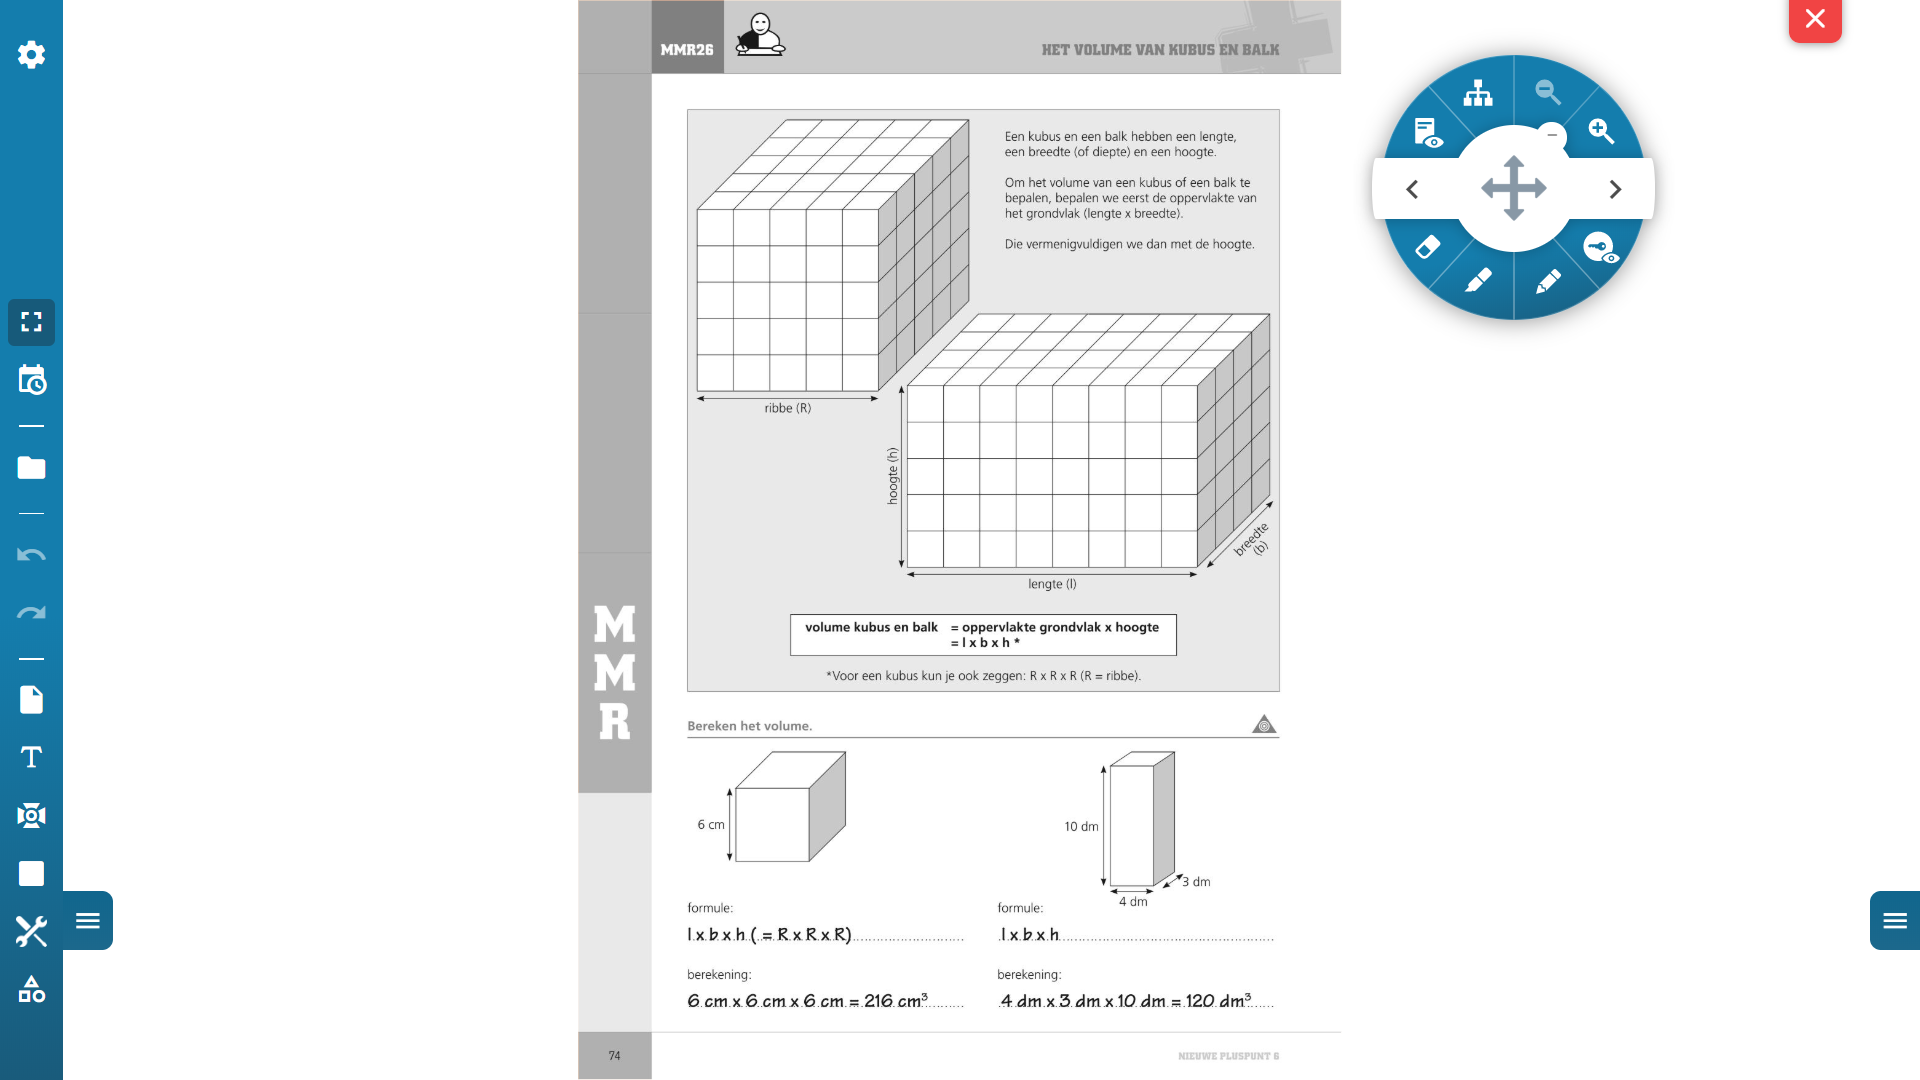 MMR26
HET VOLUME VAN KUBUS EN BALK
Een kubus en een balk hebben een lengte,
een breedte (of diepte) en een hoogte.
Om het volume van een kubus of een balk te
bepalen, bepalen we eerst de oppervlakte van
het grondvlak (lengte x breedte).
Die vermenigvuldigen we dan met de hoogte.
ribbe (R)
hoogte (h)
breedte
(b)
lengte (l)
volume kubus en balk = oppervlakte grondvlak x hoogte
= l x b x h *
*Voor een kubus kun je ook zeggen: R x R x R (R = ribbe).
MMR
Bereken het volume.
6 cm
10 dm
3 dm
4 dm
formule:
l x b x h ( = R x R x R)
berekening:
6 cm x 6 cm x 6 cm = 216 cm³
formule:
l x b x h
berekening:
4 dm x 3 dm x 10 dm = 120 dm³
74
NIEUWE PLUSPUNT 6